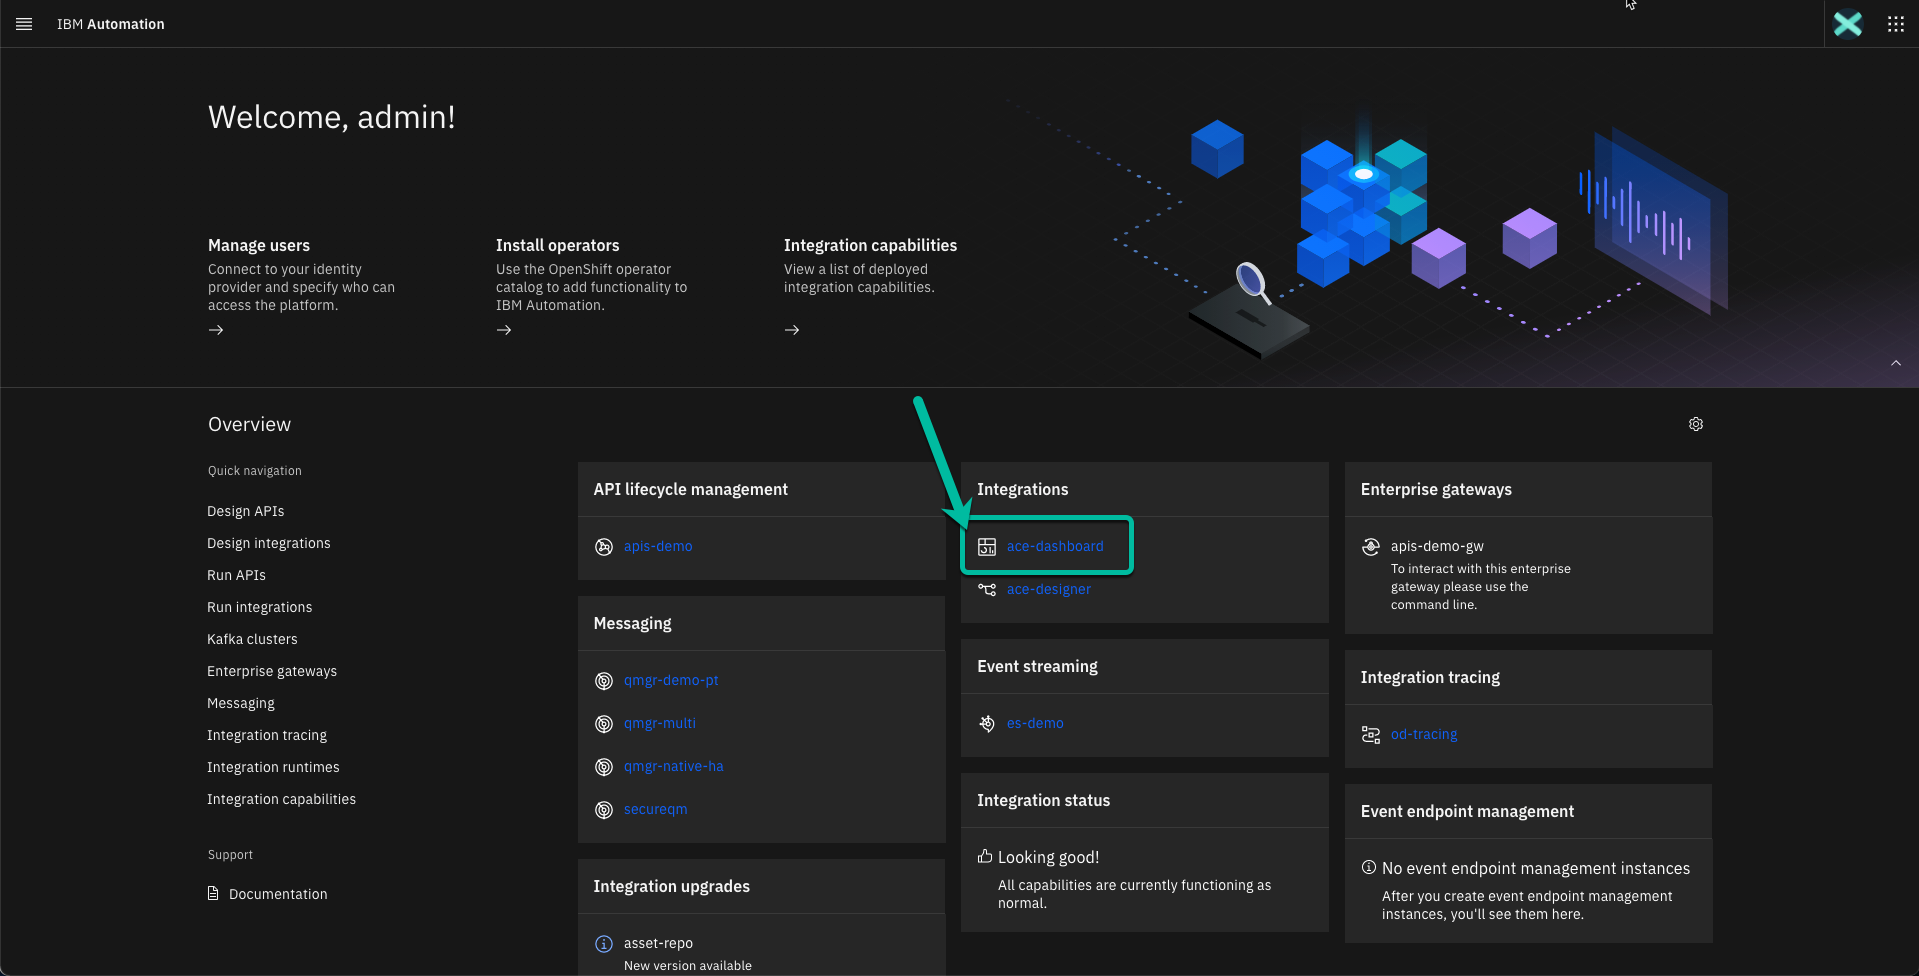 IBM Automation
Welcome, admin!
Manage users
Connect to your identity
provider and specify who can
access the platform.
Install operators
Use the OpenShift operator
catalog to add functionality to
IBM Automation.
Integration capabilities
View a list of deployed
integration capabilities.
Overview
Quick navigation
Design APIs
Design integrations
Run APIs
Run integrations
Kafka clusters
Enterprise gateways
Messaging
Integration tracing
Integration runtimes
Integration capabilities
Support
Documentation
API lifecycle management
apis-demo
Messaging
qmgr-demo-pt
qmgr-multi
qmgr-native-ha
secureqm
Integration upgrades
asset-repo
New version available
Integrations
ace-dashboard
ace-designer
Event streaming
es-demo
Integration status
Looking good!
All capabilities are currently functioning as
normal.
Enterprise gateways
apis-demo-gw
To interact with this enterprise
gateway please use the
command line.
Integration tracing
od-tracing
Event endpoint management
No event endpoint management instances
After you create event endpoint management
instances, you'll see them here.